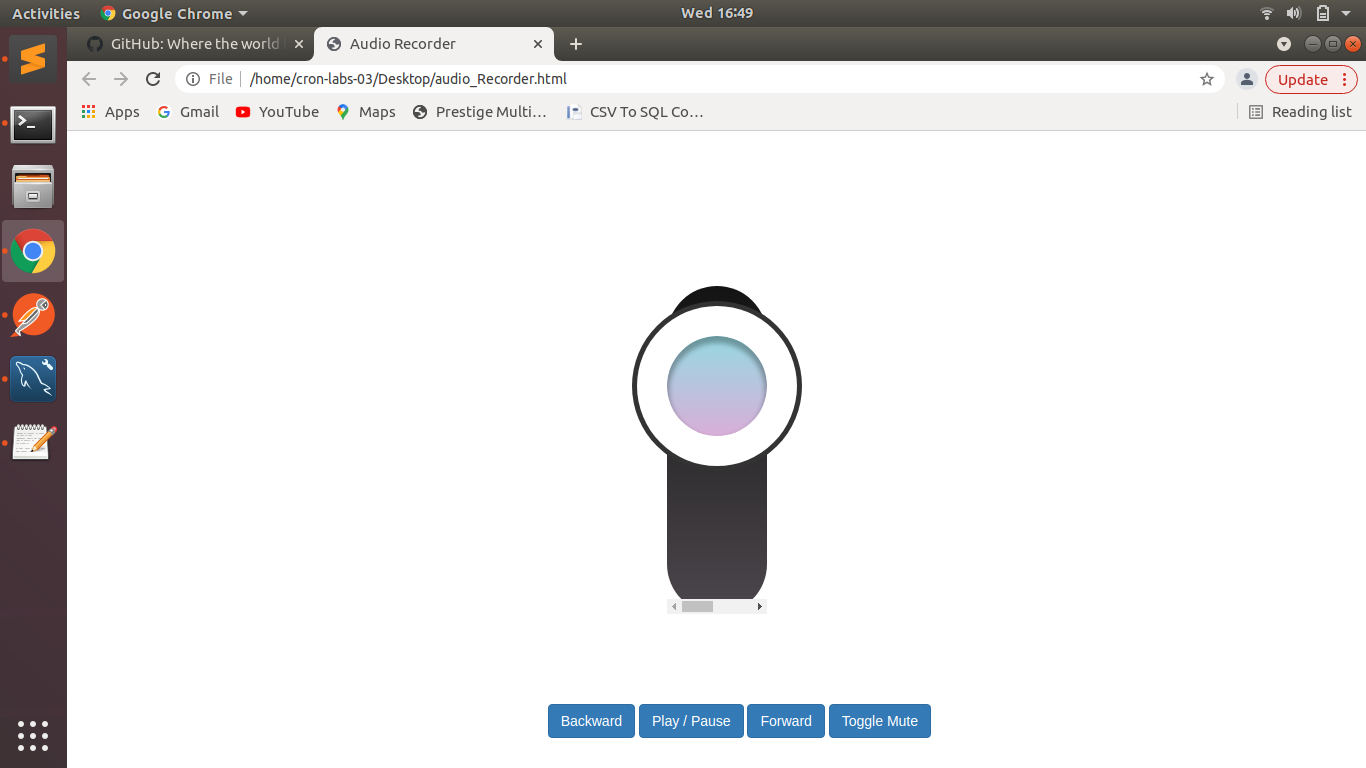 Activities Google Chrome Wed 16:49
GitHub: Where the world Audio Recorder
File /home/cron-labs-03/Desktop/audio_Recorder.html Update
Apps Gmail YouTube Maps Prestige Multi... CSV To SQL Co... Reading list
Backward Play / Pause Forward Toggle Mute